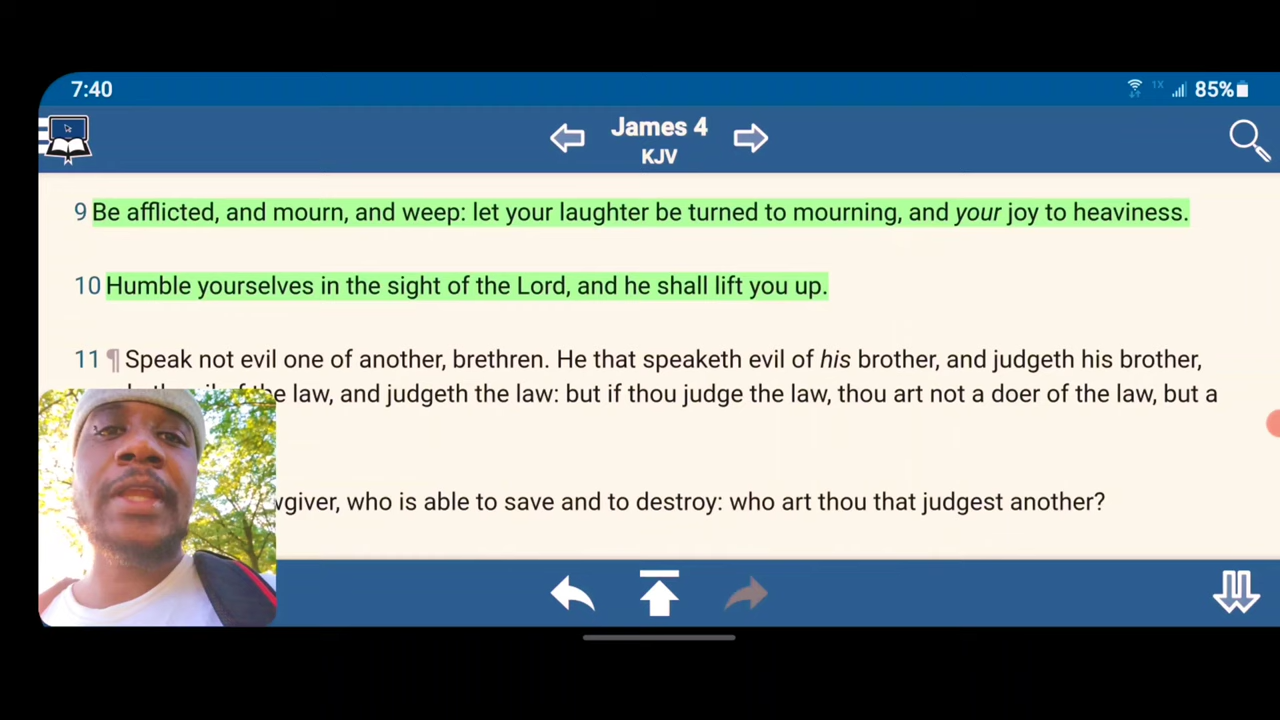 7:40
1X 85%
James 4
KJV
9 Be afflicted, and mourn, and weep: let your laughter be turned to mourning, and your joy to heaviness.
10 Humble yourselves in the sight of the Lord, and he shall lift you up.
11 ¶ Speak not evil one of another, brethren. He that speaketh evil of his brother, and judgeth his brother,
law, and judgeth the law: but if thou judge the law, thou art not a doer of the law, but a
who is able to save and to destroy: who art thou that judgest another?